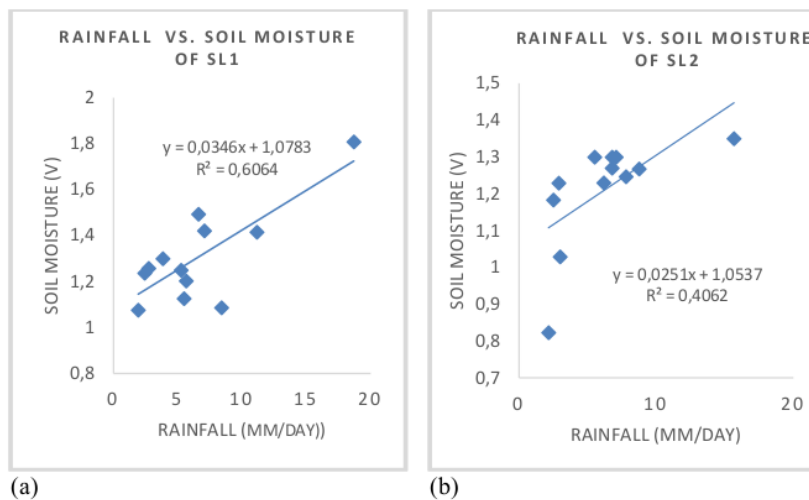 RAINFALL VS. SOIL MOISTURE
OF SL1
2
1,8
1,6
1,4
1,2
1
0,8
SOIL MOISTURE (V)
y = 0,0346x + 1,0783
R² = 0,6064
0 5 10 15 20
RAINFALL (MM/DAY))
(a)
RAINFALL VS. SOIL MOISTURE
OF SL2
1,5
1,4
1,3
1,2
1,1
1
0,9
0,8
0,7
SOIL MOISTURE (V)
y = 0,0251x + 1,0537
R² = 0,4062
0 10 20
RAINFALL (MM/DAY)
(b)